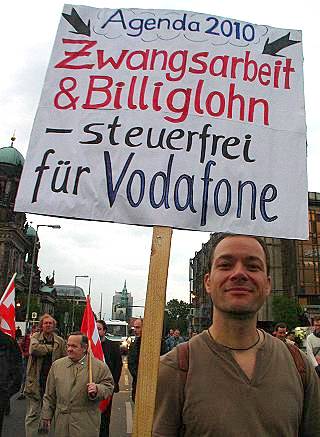 Agenda 2010
Zwangsarbeit
& Billiglohn
– steuerfrei
für Vodafone